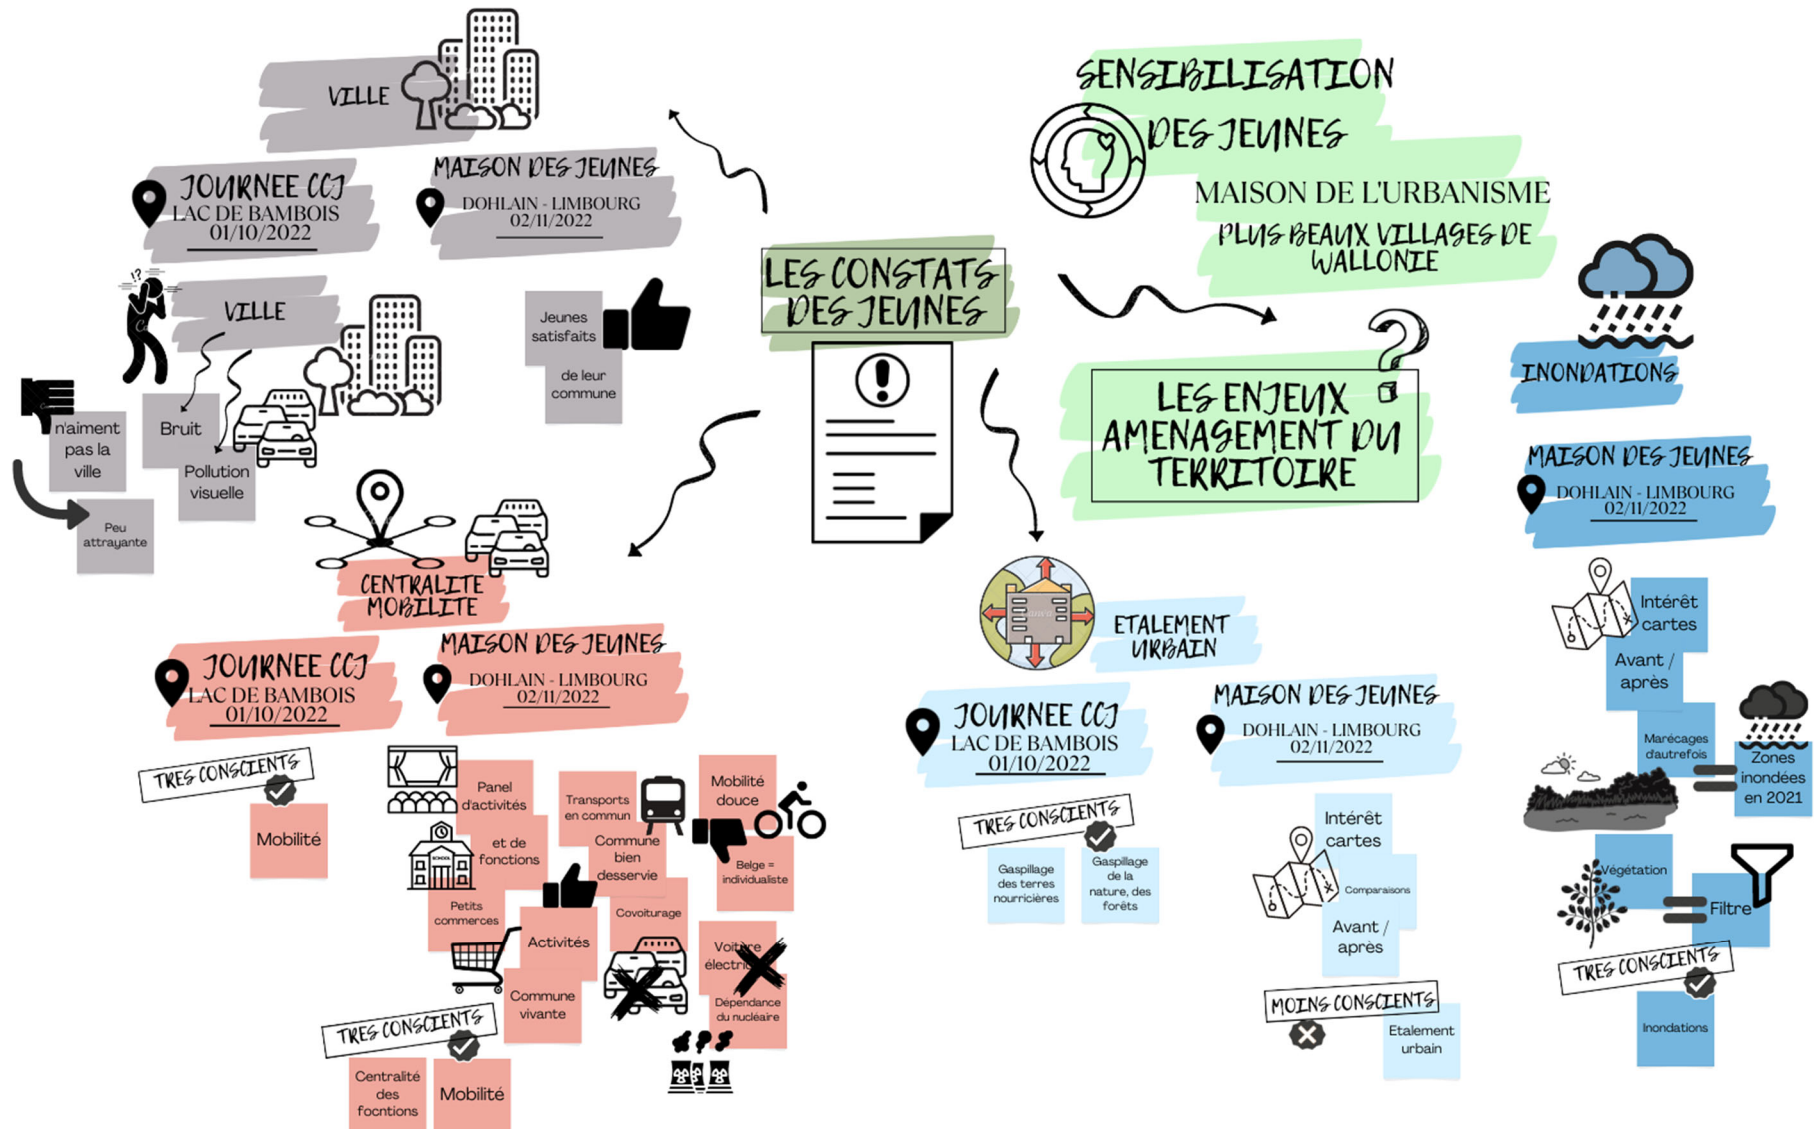 VILLE
JOURNEE CCJ
LAC DE BAMBOIS
01/10/2022
MAISON DES JEUNES
DOHLAIN - LIMBOURG
02/11/2022
!?
VILLE
n'aiment
pas la
ville
Peu
attrayante
Bruit
Pollution
visuelle
Jeunes
satisfaits
de leur
commune
LES CONSTATS
DES JEUNES
SENSIBILISATION
DES JEUNES
MAISON DE L'URBANISME
PLUS BEAUX VILLAGES DE
WALLONIE
?
LES ENJEUX
AMENAGEMENT DU
TERRITOIRE
CENTRALITE
MOBILITE
JOURNEE CCJ
LAC DE BAMBOIS
01/10/2022
TRES CONSCIENTS
Mobilité
MAISON DES JEUNES
DOHLAIN - LIMBOURG
02/11/2022
Panel
d'activités
et de
fonctions
SCHOOL
Petits
commerces
Activités
Commune
vivante
Transports
en commun
Commune
bien
desservie
Covoiturage
Mobilité
douce
Belge =
individualiste
Voiture
électrique
Dépendance
du nucléaire
TRES CONSCIENTS
Centralité
des
focntions
Mobilité
ETALEMENT
URBAIN
JOURNEE CCJ
LAC DE BAMBOIS
01/10/2022
TRES CONSCIENTS
Gaspillage
des terres
nourricières
Gaspillage
de la
nature, des
forêts
MAISON DES JEUNES
DOHLAIN - LIMBOURG
02/11/2022
Intérêt
cartes
Comparaisons
Avant /
après
MOINS CONSCIENTS
Etalement
urbain
INONDATIONS
MAISON DES JEUNES
DOHLAIN - LIMBOURG
02/11/2022
Intérêt
cartes
Avant /
après
Marécages
d'autrefois
=
Zones
inondées
en 2021
Végétation
=
Filtre
TRES CONSCIENTS
Inondations